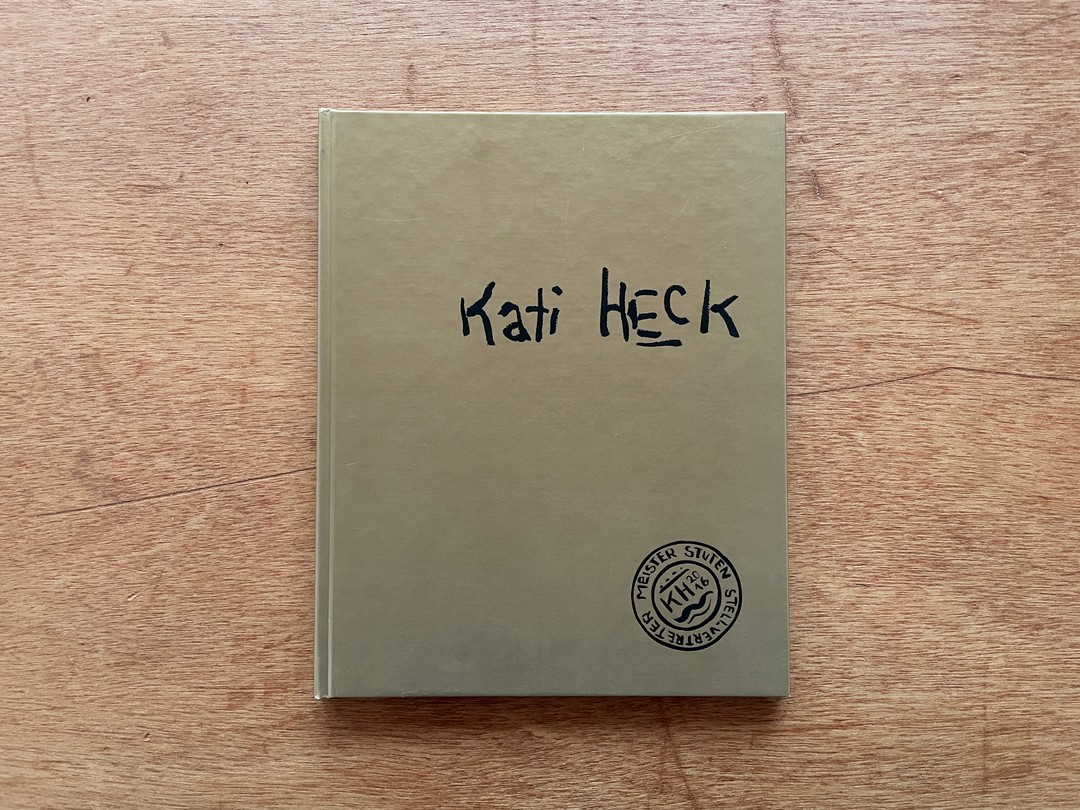 Kati HECK
MEISTER STUTEN STELLVERTRETER
KH 2016